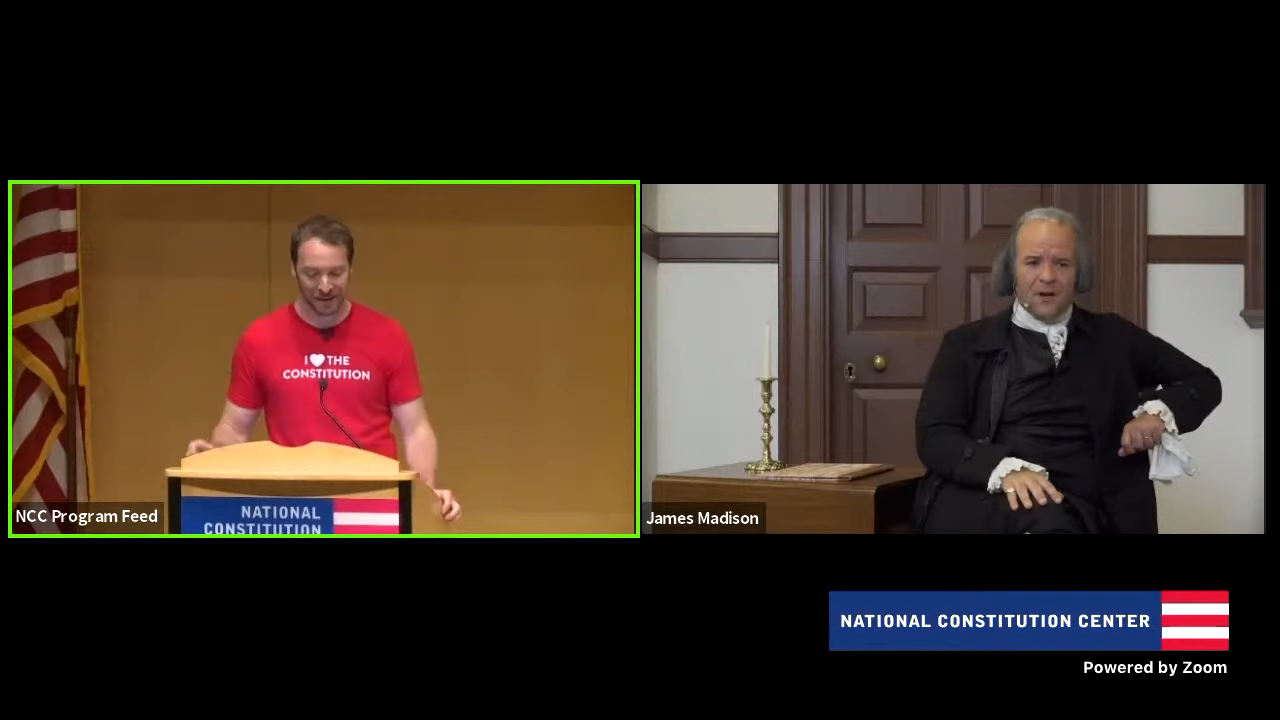 I ♥ THE
CONSTITUTION
NATIONAL
CONSTITUTION
NCC Program Feed
James Madison
NATIONAL CONSTITUTION CENTER
Powered by Zoom